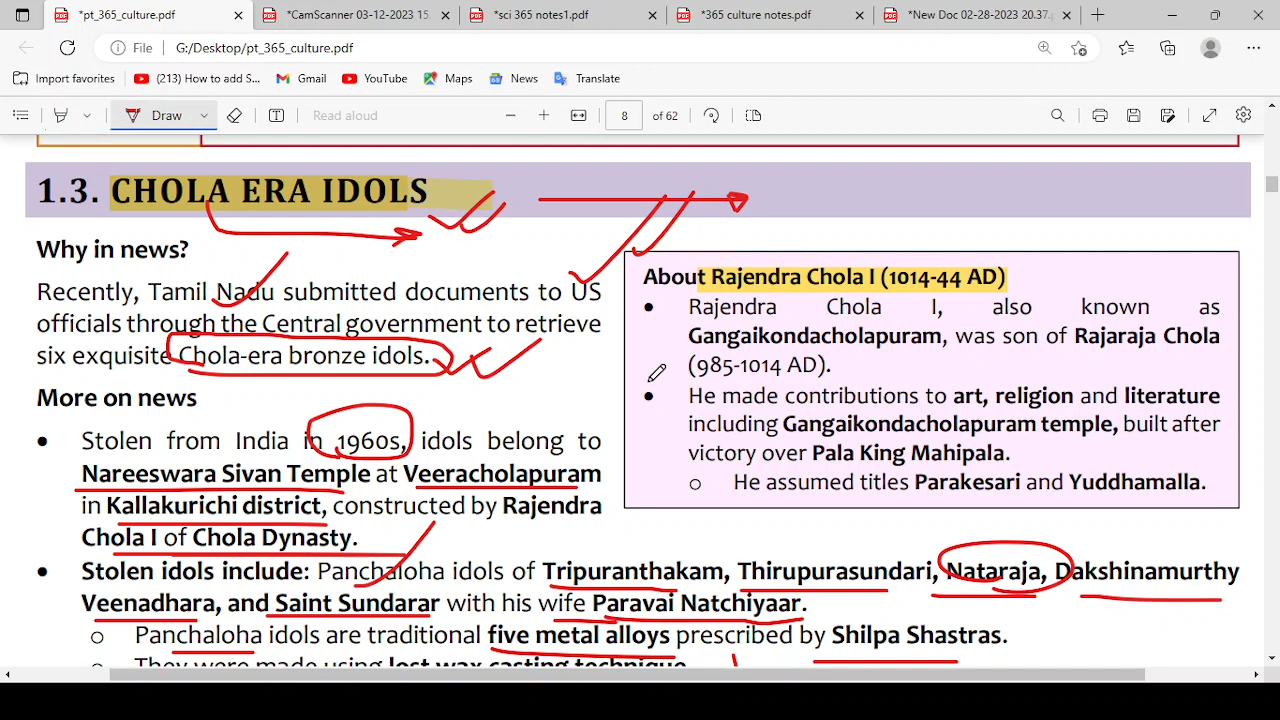 *pt_365_culture.pdf
*CamScanner 03-12-2023 15.
*sci 365 notes1.pdf
*365 culture notes.pdf
*New Doc 02-28-2023 20.37.
File G:/Desktop/pt_365_culture.pdf
Import favorites (213) How to add S... Gmail YouTube Maps News Translate
Draw Read aloud 8 of 62
1.3. CHOLA ERA IDOLS
Why in news?
Recently, Tamil Nadu submitted documents to US
officials through the Central government to retrieve
six exquisite Chola-era bronze idols.
More on news
• Stolen from India in 1960s, idols belong to
Nareeswara Sivan Temple at Veeracholapuram
in Kallakurichi district, constructed by Rajendra
Chola I of Chola Dynasty.
About Rajendra Chola I (1014-44 AD)
• Rajendra Chola I, also known as
Gangaikondacholapuram, was son of Rajaraja Chola
(985-1014 AD).
• He made contributions to art, religion and literature
including Gangaikondacholapuram temple, built after
victory over Pala King Mahipala.
o He assumed titles Parakesari and Yuddhamalla.
• Stolen idols include: Panchaloha idols of Tripuranthakam, Thirupurasundari, Nataraja, Dakshinamurthy
Veenadhara, and Saint Sundarar with his wife Paravai Natchiyaar.
o Panchaloha idols are traditional five metal alloys prescribed by Shilpa Shastras.
o They were made using lost wax casting technique.